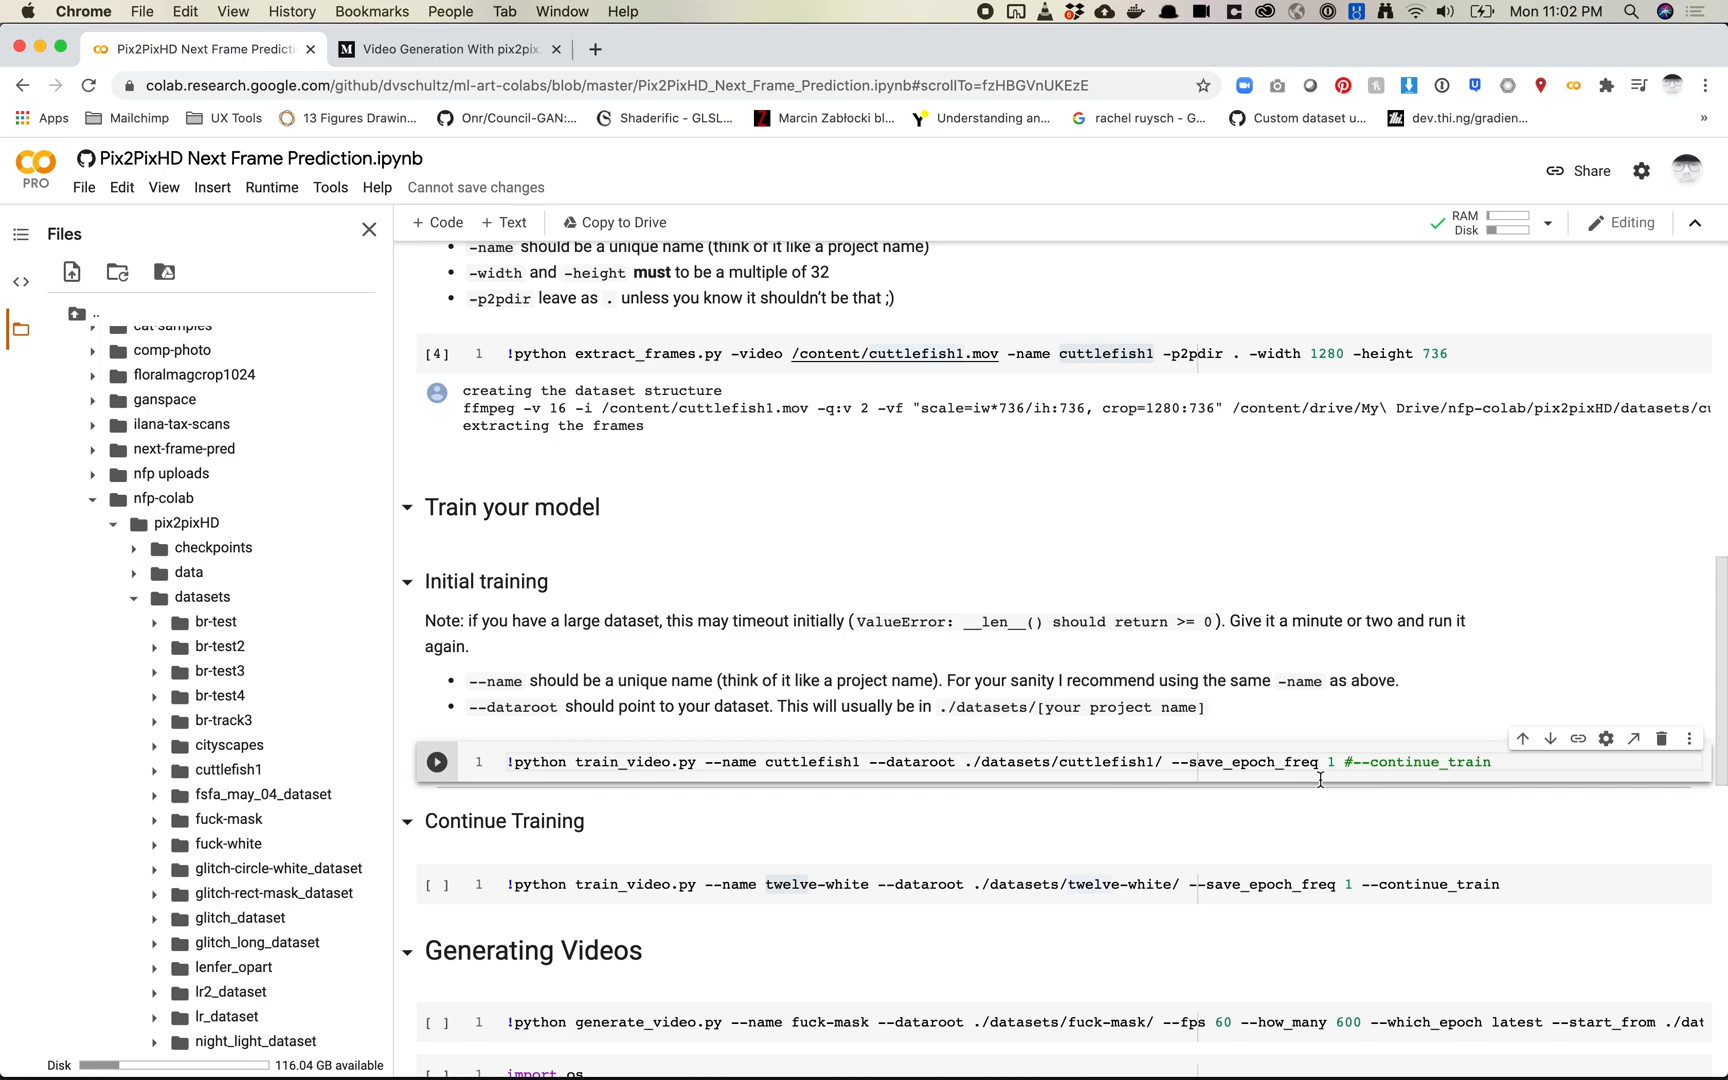 Chrome File Edit View History Bookmarks People Tab Window Help Mon 11:02 PM
Pix2PixHD Next Frame Predicti Video Generation With pix2pix.
colab.research.google.com/github/dvschultz/ml-art-colabs/blob/master/Pix2PixHD_Next_Frame_Prediction.ipynb#scrollTo=fzHBGVnUKEzE
Apps Mailchimp UX Tools 13 Figures Drawin... Onr/Council-GAN:... Shaderific - GLSL... Marcin Zabłocki bl... Understanding an... rachel ruysch - G... Custom dataset u... dev.thi.ng/gradien... »
CO PRO
Pix2PixHD Next Frame Prediction.ipynb
File Edit View Insert Runtime Tools Help Cannot save changes
Share
+ Code + Text Copy to Drive
RAM
Disk
Editing
Files
..
cat-samples
comp-photo
floralmagcrop1024
ganspace
ilana-tax-scans
next-frame-pred
nfp uploads
nfp-colab
pix2pixHD
checkpoints
data
datasets
br-test
br-test2
br-test3
br-test4
br-track3
cityscapes
cuttlefish1
fsfa_may_04_dataset
fuck-mask
fuck-white
glitch-circle-white_dataset
glitch-rect-mask_dataset
glitch_dataset
glitch_long_dataset
lenfer_opart
lr2_dataset
lr_dataset
night_light_dataset
Disk 116.04 GB available
• -name should be a unique name (think of it like a project name)
• -width and -height must to be a multiple of 32
• -p2pdir leave as . unless you know it shouldn't be that ;)
[4] 1 !python extract_frames.py -video /content/cuttlefish1.mov -name cuttlefish1 -p2pdir . -width 1280 -height 736
creating the dataset structure
ffmpeg -v 16 -i /content/cuttlefish1.mov -q:v 2 -vf "scale=iw*736/ih:736, crop=1280:736" /content/drive/My\ Drive/nfp-colab/pix2pixHD/datasets/cu
extracting the frames
Train your model
Initial training
Note: if you have a large dataset, this may timeout initially (ValueError: __len__() should return >= 0). Give it a minute or two and run it
again.
• --name should be a unique name (think of it like a project name). For your sanity I recommend using the same -name as above.
• --dataroot should point to your dataset. This will usually be in ./datasets/[your project name]
1 !python train_video.py --name cuttlefish1 --dataroot ./datasets/cuttlefish1/ --save_epoch_freq 1 #--continue_train
Continue Training
[ ] 1 !python train_video.py --name twelve-white --dataroot ./datasets/twelve-white/ --save_epoch_freq 1 --continue_train
Generating Videos
[ ] 1 !python generate_video.py --name fuck-mask --dataroot ./datasets/fuck-mask/ --fps 60 --how_many 600 --which_epoch latest --start_from ./dat
[ ] 1 import os